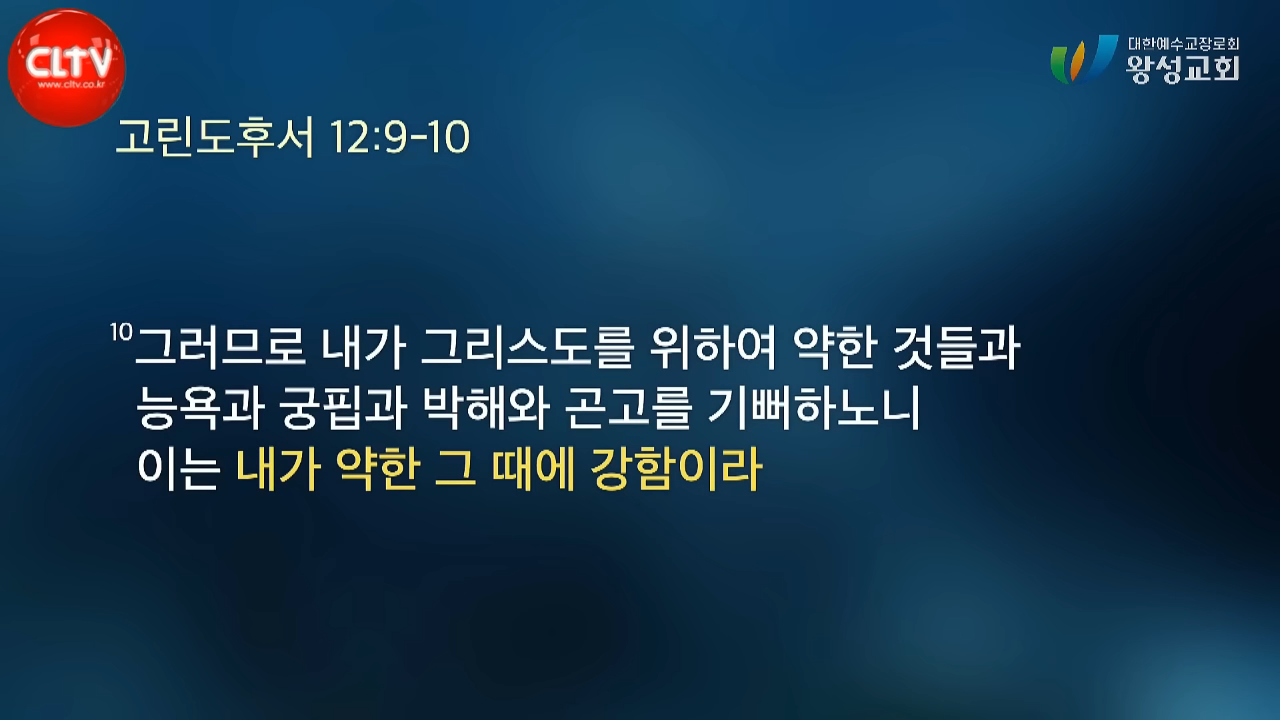 CLTV
www.cltv.co.kr
대한예수교장로회
왕성교회
고린도후서 12:9-10
10 그러므로 내가 그리스도를 위하여 약한 것들과
능욕과 궁핍과 박해와 곤고를 기뻐하노니
이는 내가 약한 그 때에 강함이라